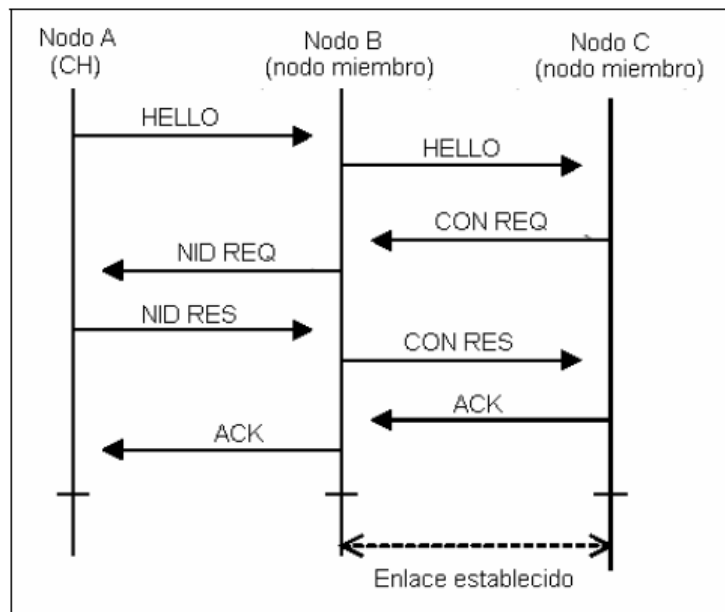 Nodo A
(CH)
Nodo B
(nodo miembro)
Nodo C
(nodo miembro)
HELLO
HELLO
CON REQ
NID REQ
NID RES
CON RES
ACK
ACK
Enlace establecido